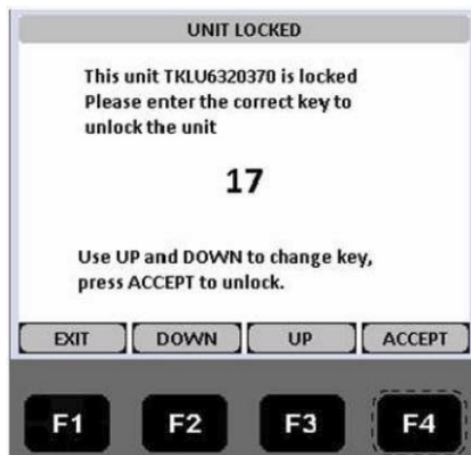 UNIT LOCKED
This unit TKLU6320370 is locked
Please enter the correct key to
unlock the unit
17
Use UP and DOWN to change key,
press ACCEPT to unlock.
EXIT DOWN UP ACCEPT
F1 F2 F3 F4